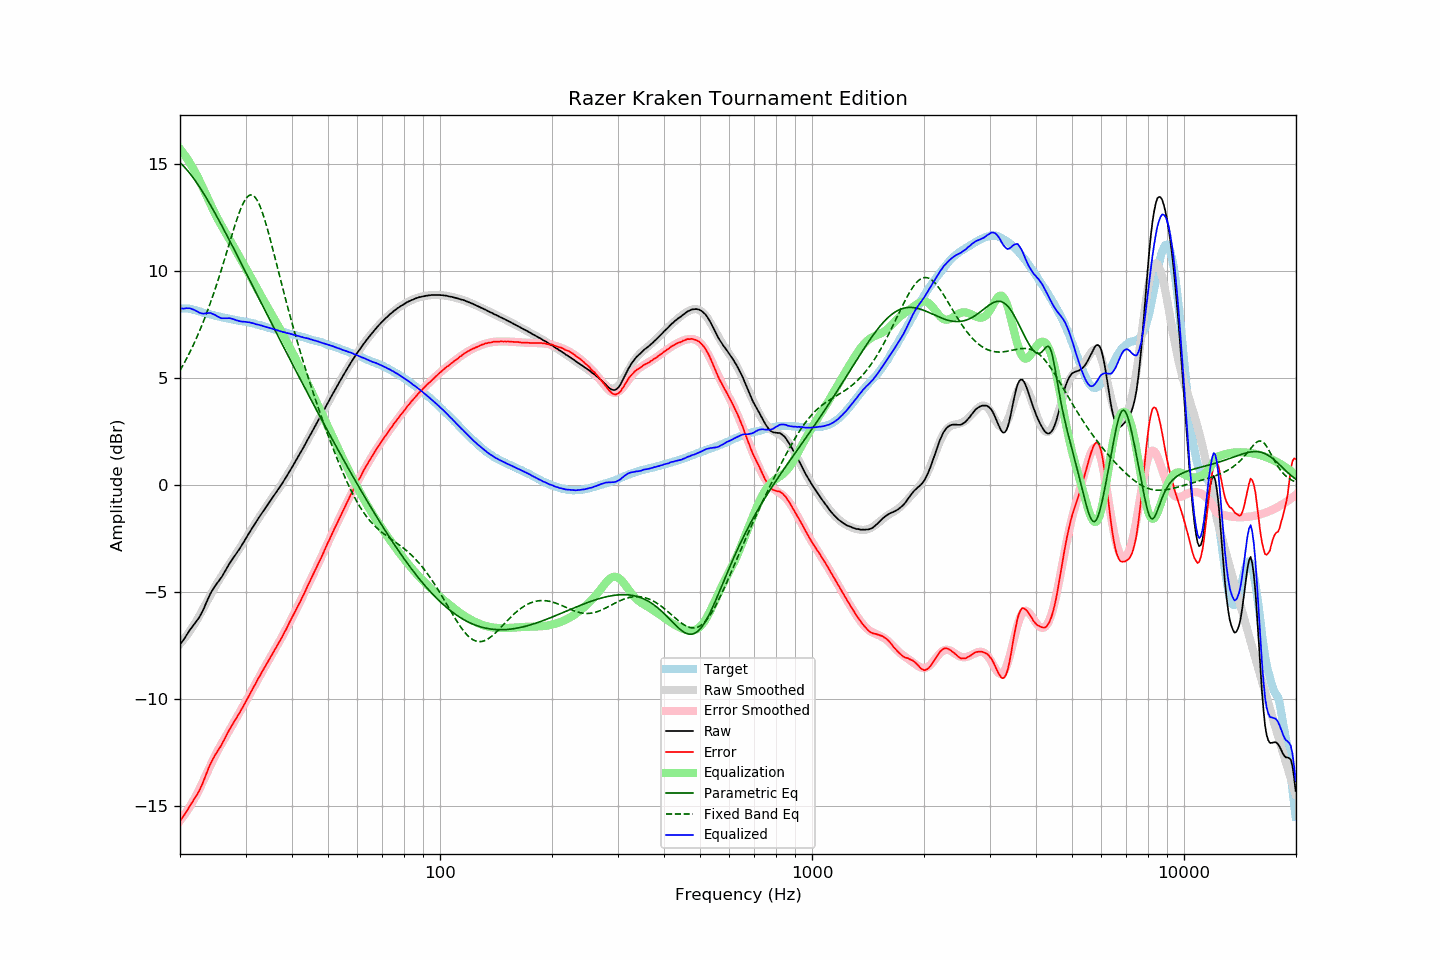 Razer Kraken Tournament Edition
Amplitude (dBr)
15
10
5
0
−5
−10
−15
Target
Raw Smoothed
Error Smoothed
Raw
Error
Equalization
Parametric Eq
Fixed Band Eq
Equalized
100
1000
10000
Frequency (Hz)